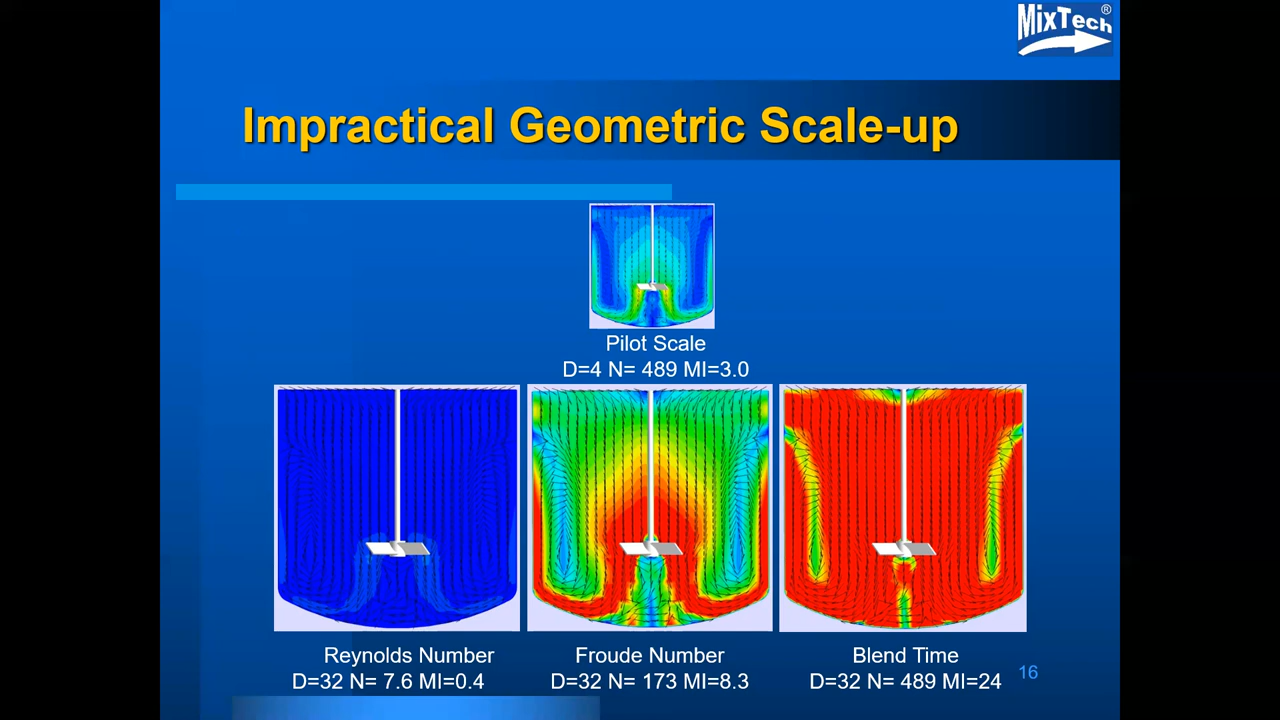 MixTech®
Impractical Geometric Scale-up
Pilot Scale
D=4 N= 489 MI=3.0
Reynolds Number
D=32 N= 7.6 MI=0.4
Froude Number
D=32 N= 173 MI=8.3
Blend Time
D=32 N= 489 MI=24
16